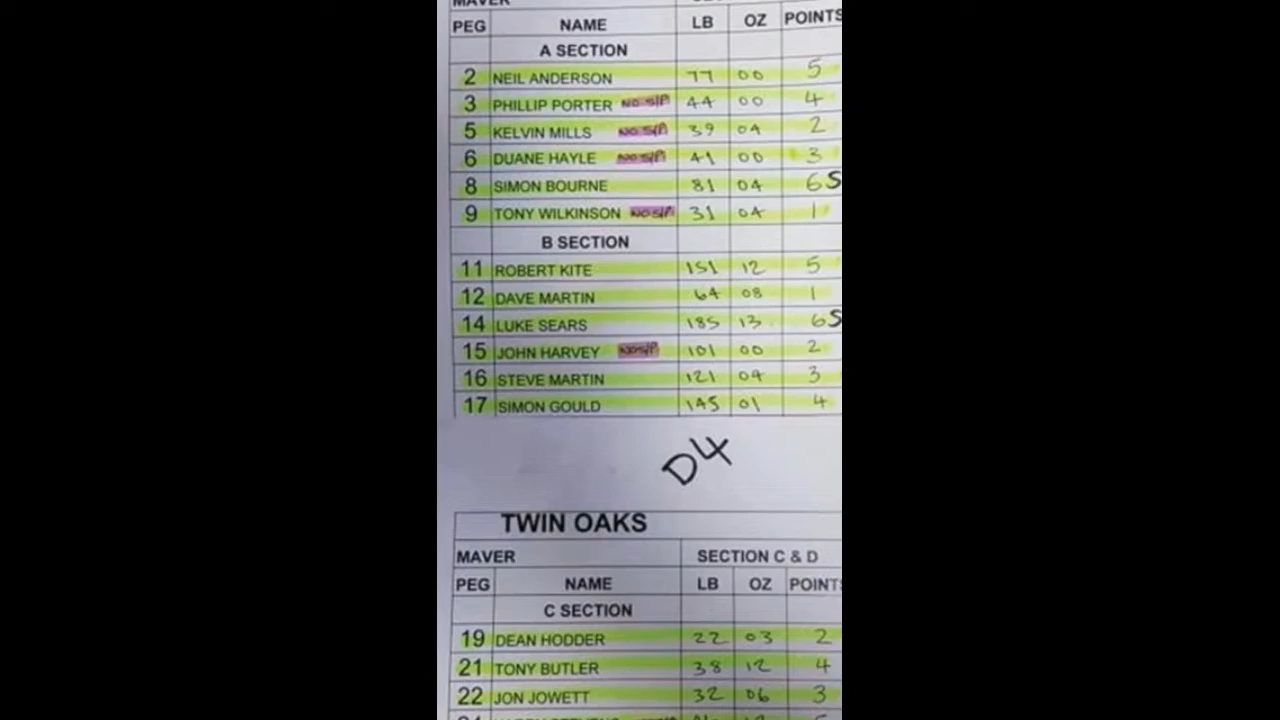 MAVER
PEG NAME LB OZ POINTS
A SECTION
2 NEIL ANDERSON 77 00 5
3 PHILLIP PORTER NO S/P 44 00 4
5 KELVIN MILLS NO S/P 39 04 2
6 DUANE HAYLE NO S/P 41 00 3
8 SIMON BOURNE 81 04 6 S
9 TONY WILKINSON NO S/P 31 04 1
B SECTION
11 ROBERT KITE 151 12 5
12 DAVE MARTIN 64 08 1
14 LUKE SEARS 185 13 6 S
15 JOHN HARVEY NO S/P 101 00 2
16 STEVE MARTIN 121 04 3
17 SIMON GOULD 145 01 4
D4
TWIN OAKS
MAVER SECTION C & D
PEG NAME LB OZ POINTS
C SECTION
19 DEAN HODDER 22 03 2
21 TONY BUTLER 38 12 4
22 JON JOWETT 32 06 3